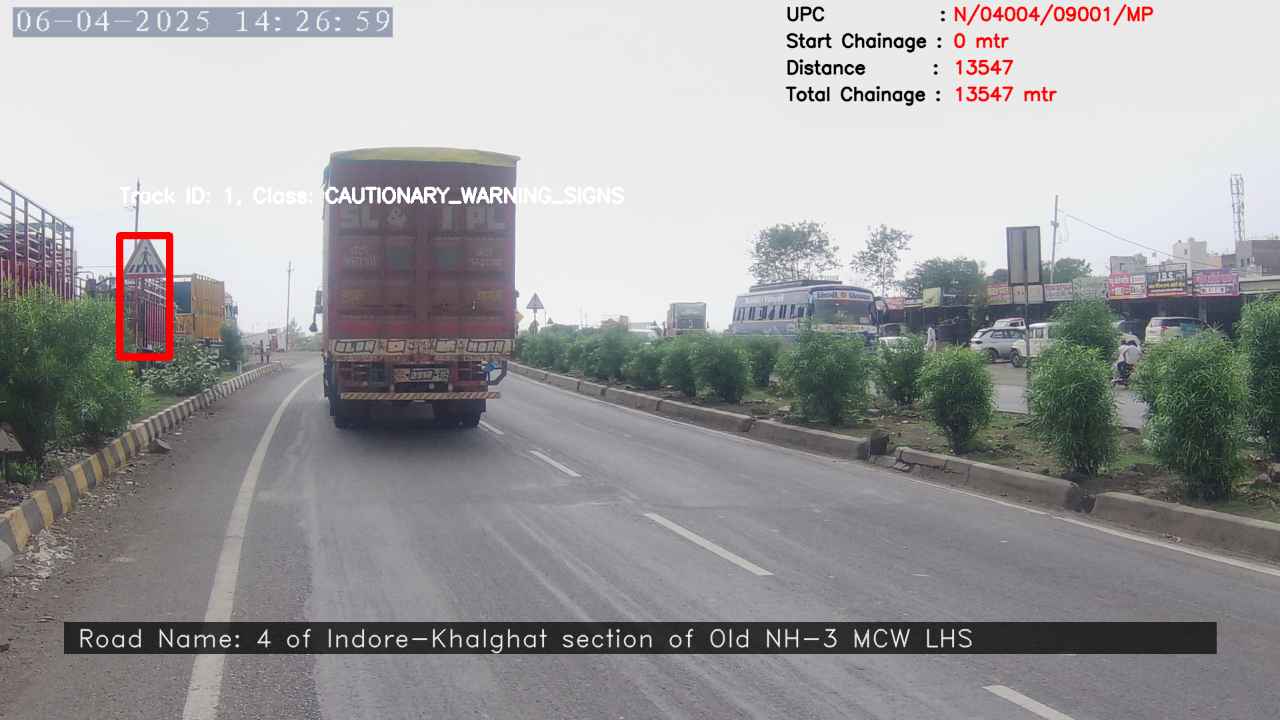 06-04-2025 14:26:59
UPC : N/04004/09001/MP
Start Chainage : 0 mtr
Distance : 13547
Total Chainage : 13547 mtr
Track ID: 1, Class: CAUTIONARY_WARNING_SIGNS
Road Name: 4 of Indore-Khalghat section of Old NH-3 MCW LHS